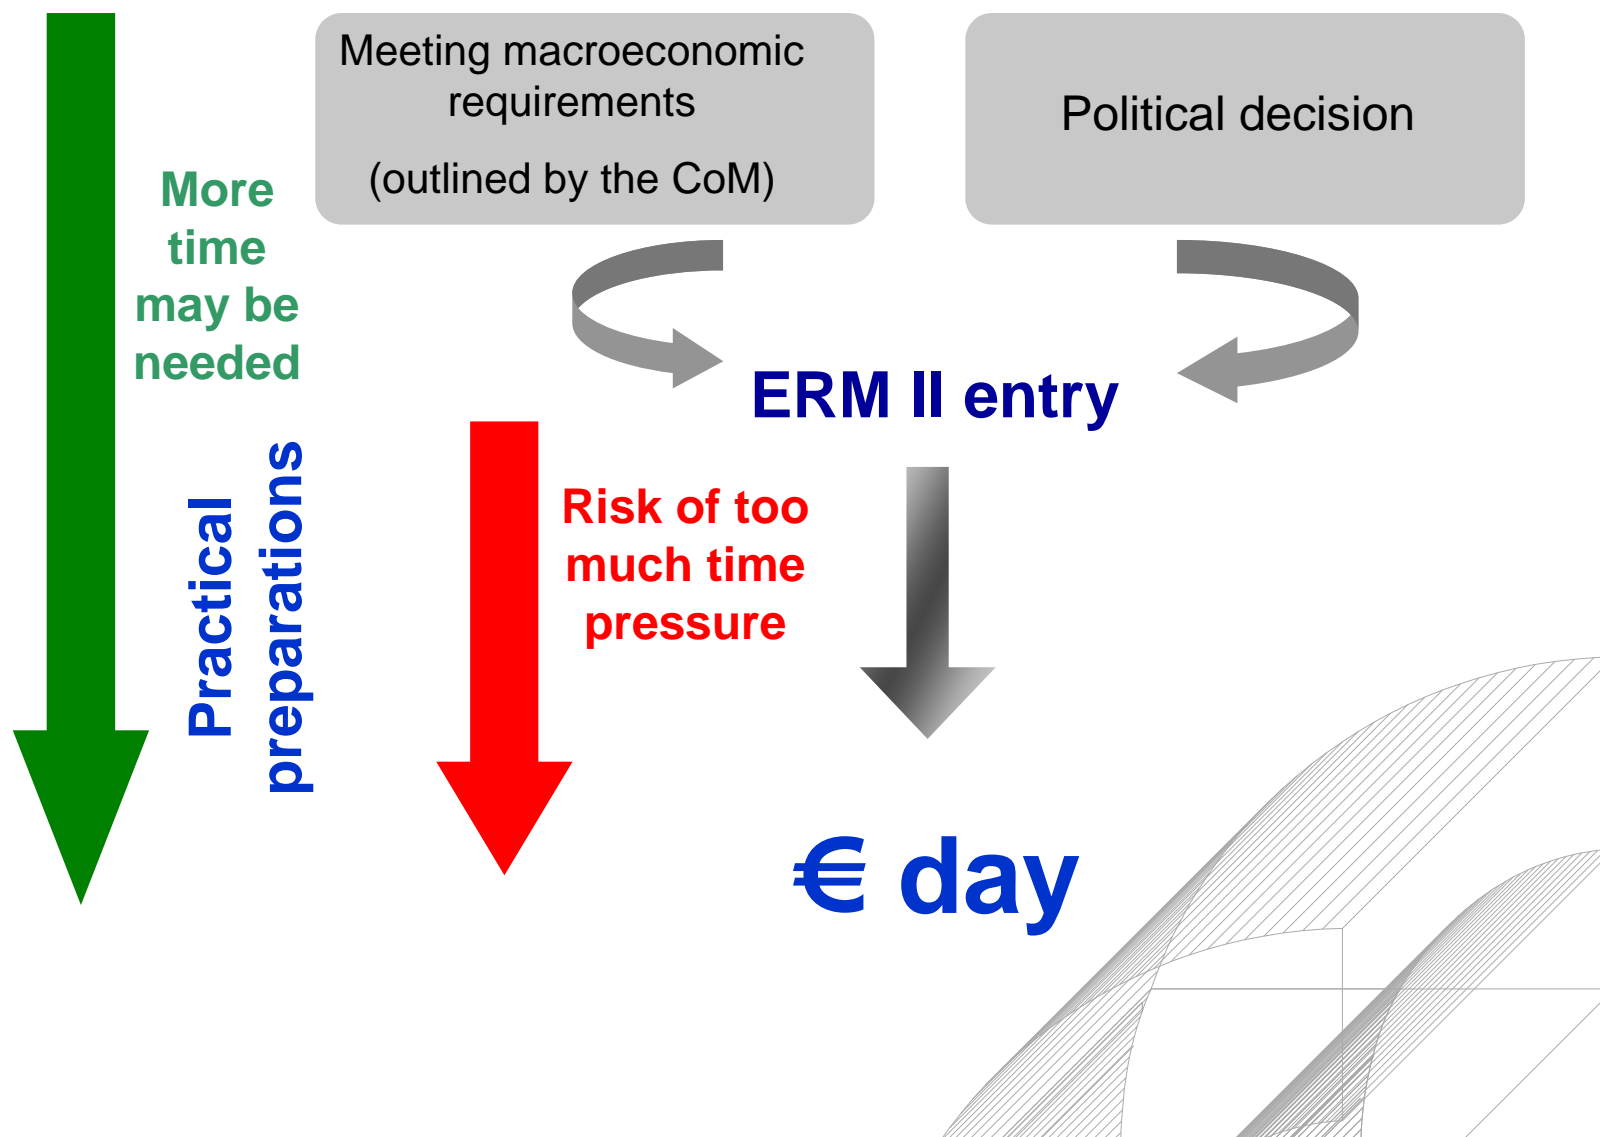 Meeting macroeconomic
requirements
(outlined by the CoM)
Political decision
More
time
may be
needed
ERM II entry
Practical
preparations
Risk of too
much time
pressure
€ day